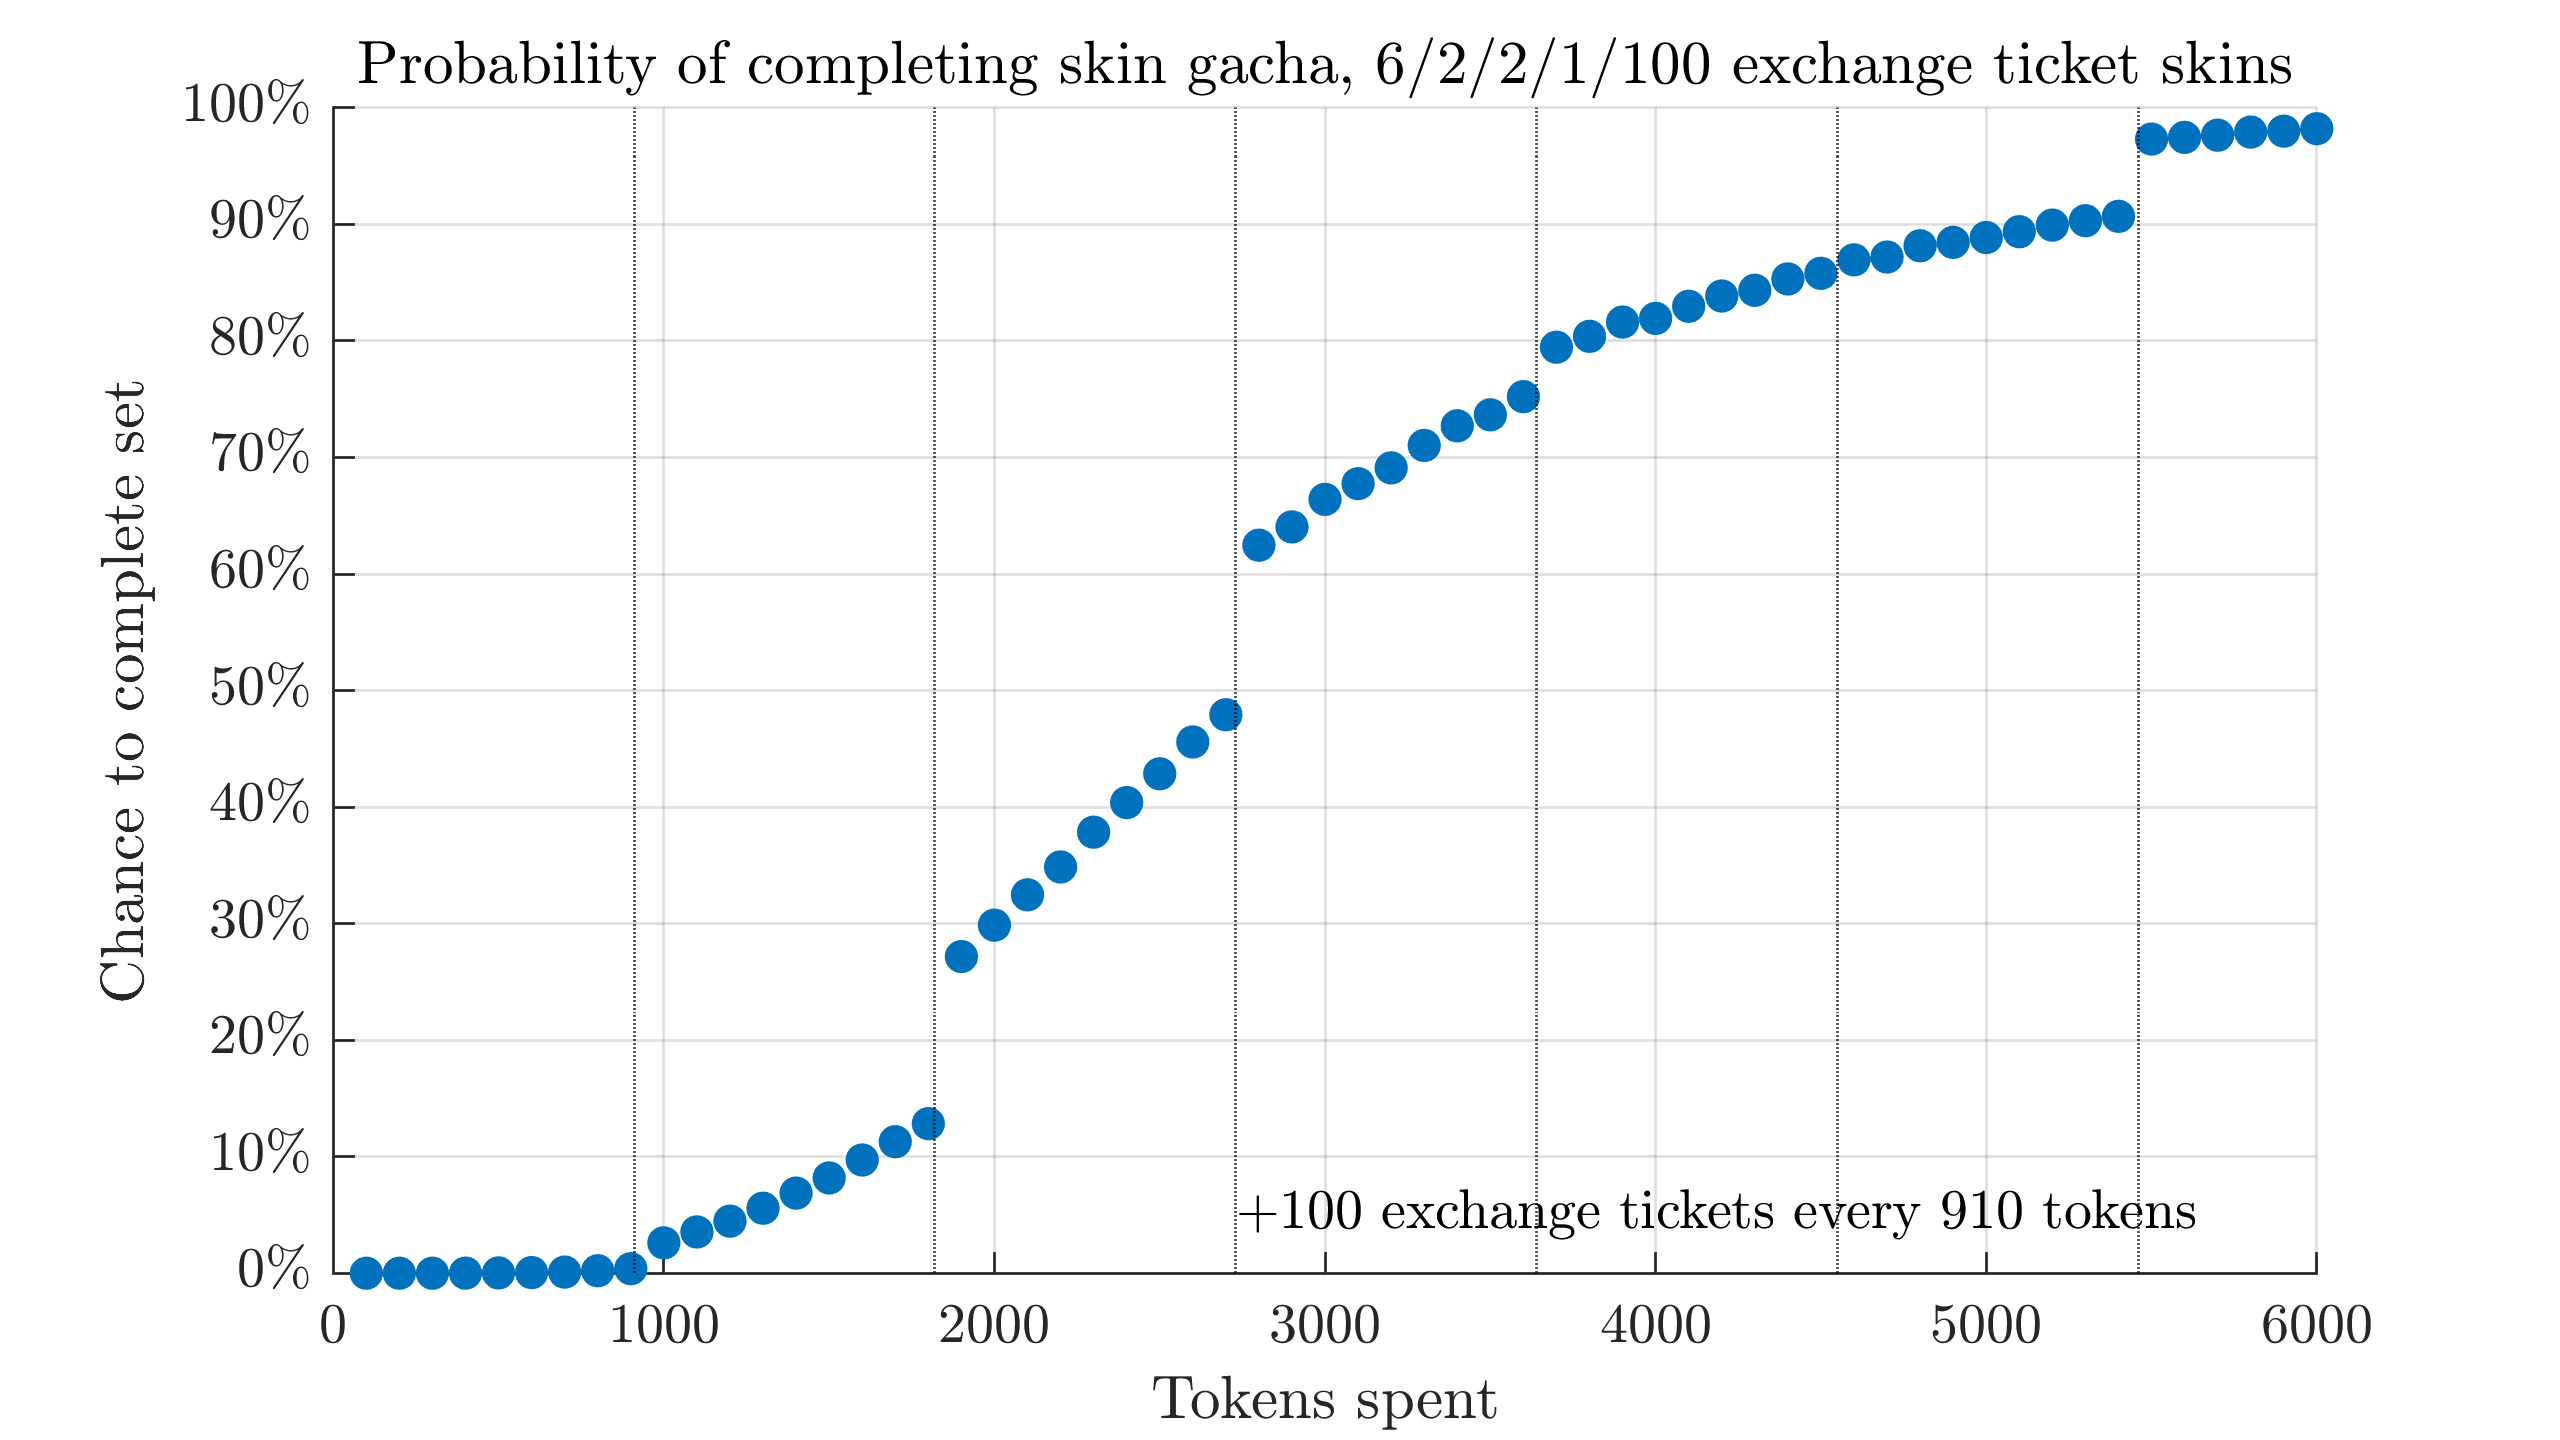 Probability of completing skin gacha, 6/2/2/1/100 exchange ticket skins
100%
90%
80%
70%
60%
50%
40%
30%
20%
10%
0%
Chance to complete set
+100 exchange tickets every 910 tokens
0 1000 2000 3000 4000 5000 6000
Tokens spent